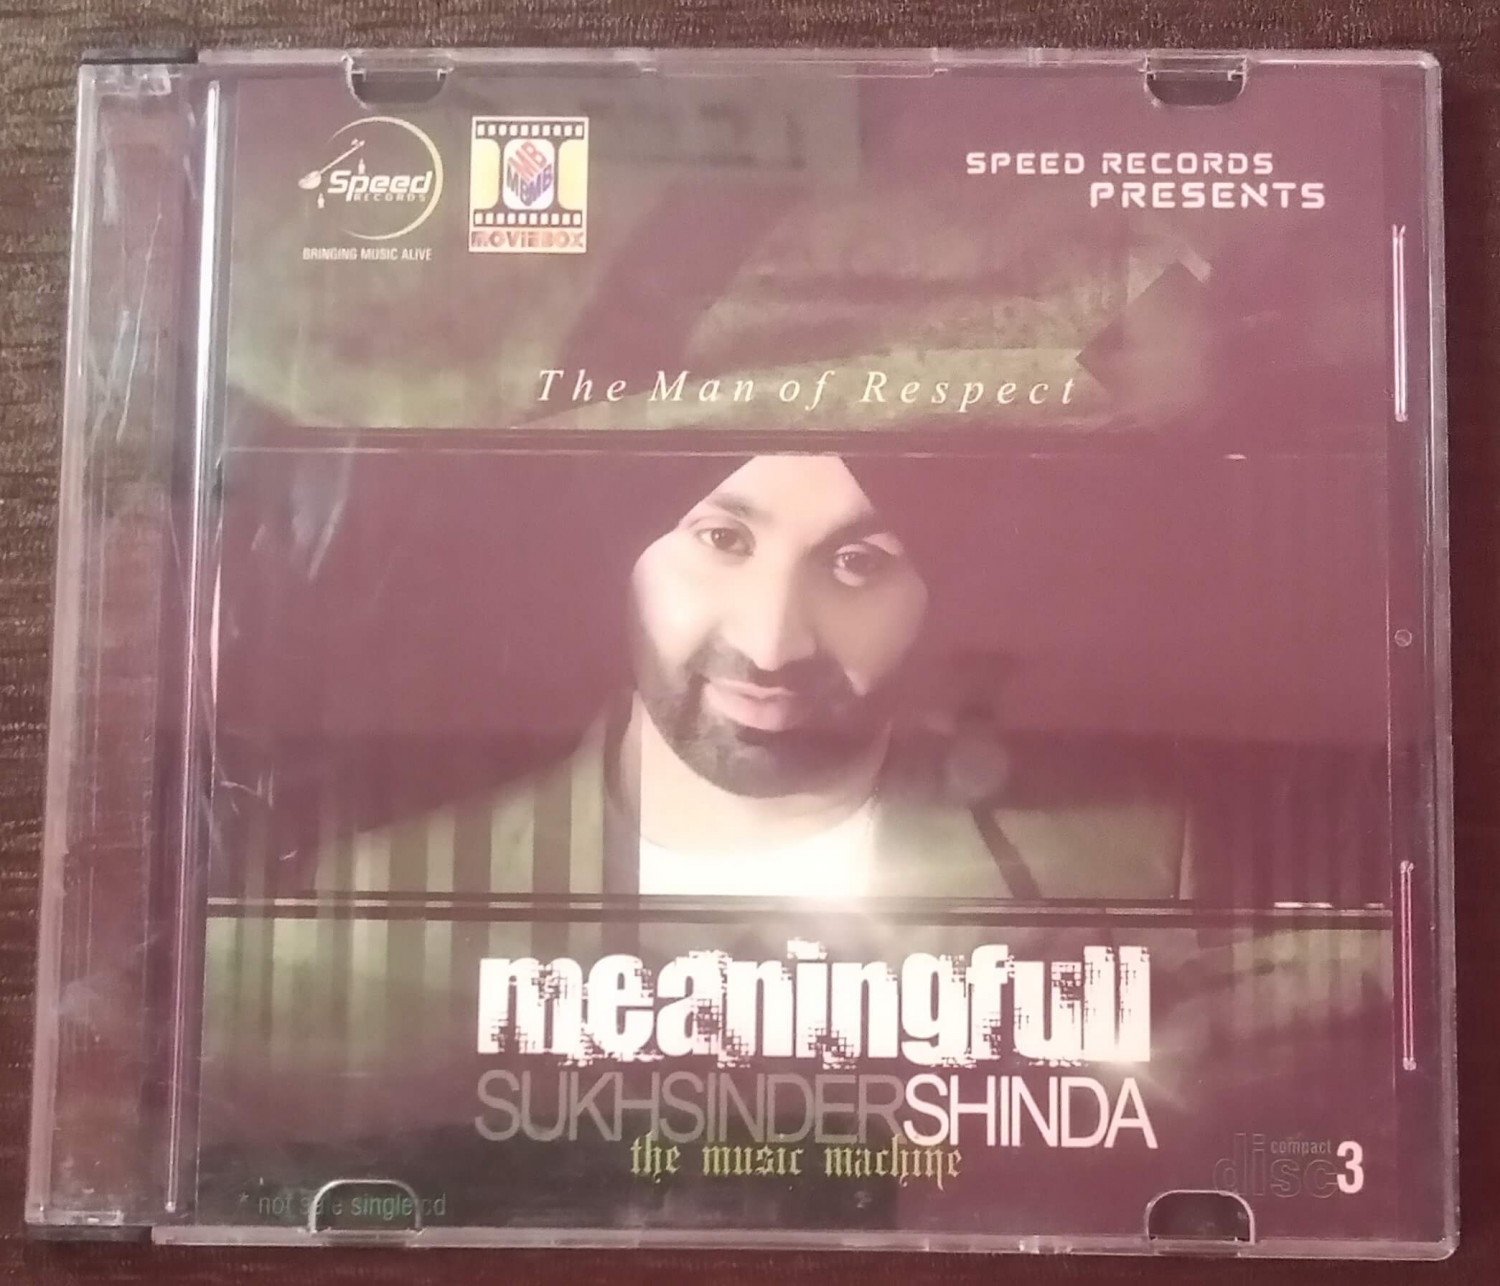 Speed
RECORDS
BRINGING MUSIC ALIVE
MOVIEBOX
SPEED RECORDS
PRESENTS
The Man of Respect
meaningfull
SUKHSINDERSHINDA
the music machine
compact
disc3
* not sale single cd